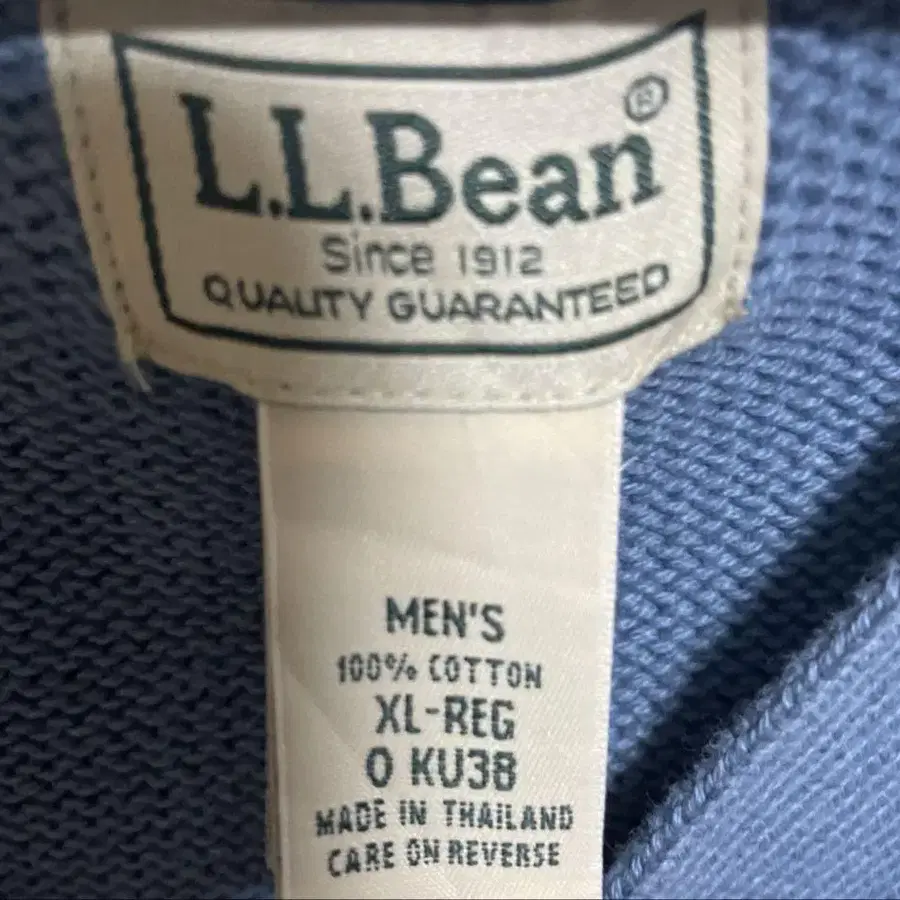 L.L.Bean®
Since 1912
QUALITY GUARANTEED
MEN'S
100% COTTON
XL-REG
0 KU38
MADE IN THAILAND
CARE ON REVERSE